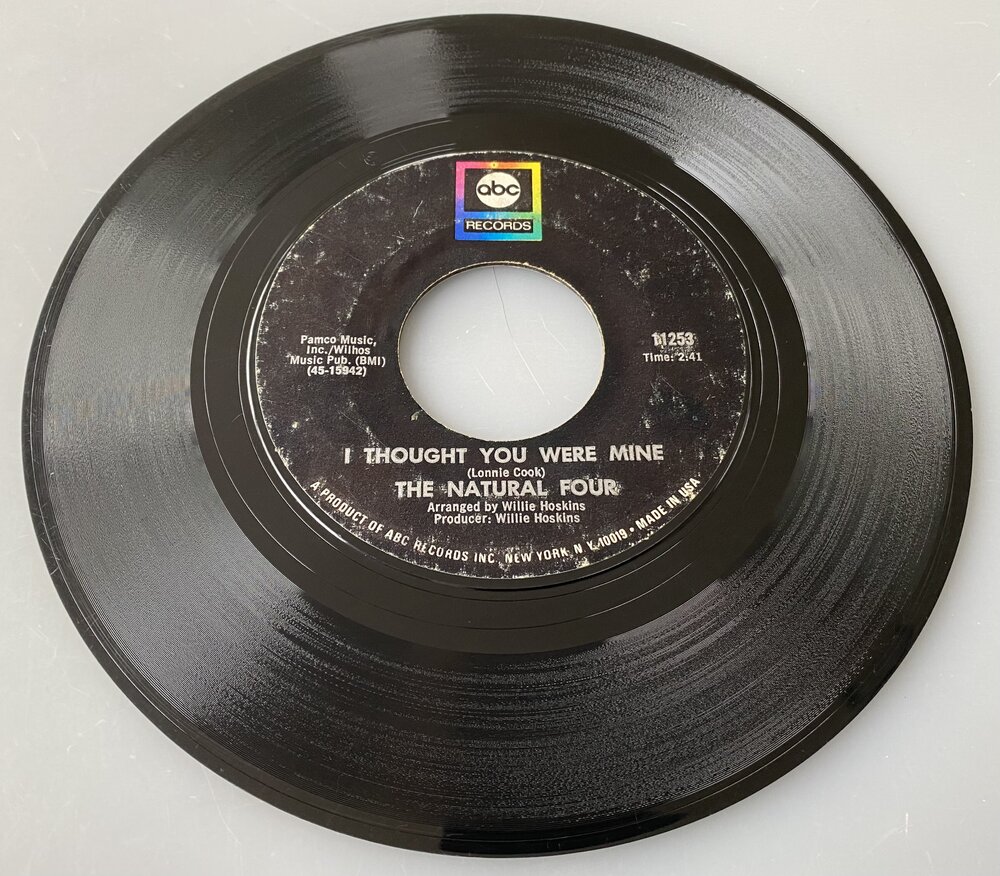 abc
RECORDS
Pamco Music,
Inc./Wilhos
Music Pub. (BMI)
(45-15942)
11253
Time: 2:41
I THOUGHT YOU WERE MINE
(Lonnie Cook)
THE NATURAL FOUR
Arranged by Willie Hoskins
Producer: Willie Hoskins
A PRODUCT OF ABC RECORDS INC. NEW YORK, N.Y. 10019 • MADE IN USA